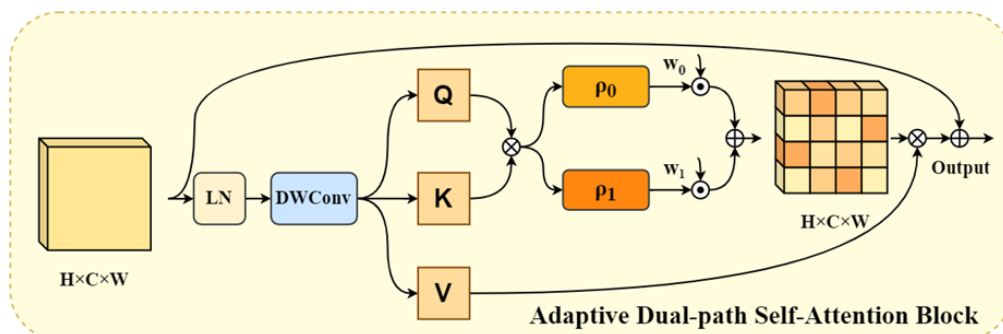 H×C×W
LN
DWConv
Q
K
V
ρ₀
ρ₁
w₀
w₁
H×C×W
Output
Adaptive Dual-path Self-Attention Block